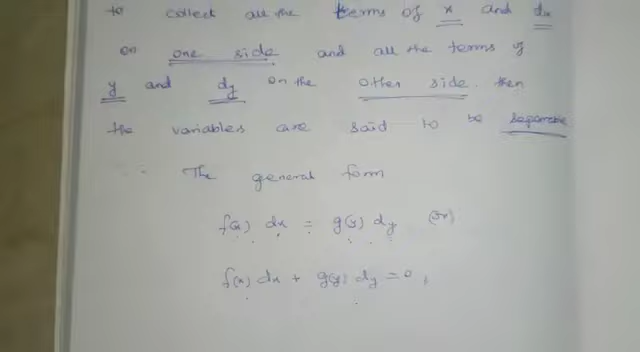 to collect all the terms of x and dx
on one side and all the terms of
y and dy on the other side. then
the variables are said to be separable
∴ The general form
f(x) dx = g(y) dy (or)
f(x) dx + g(y) dy = 0,